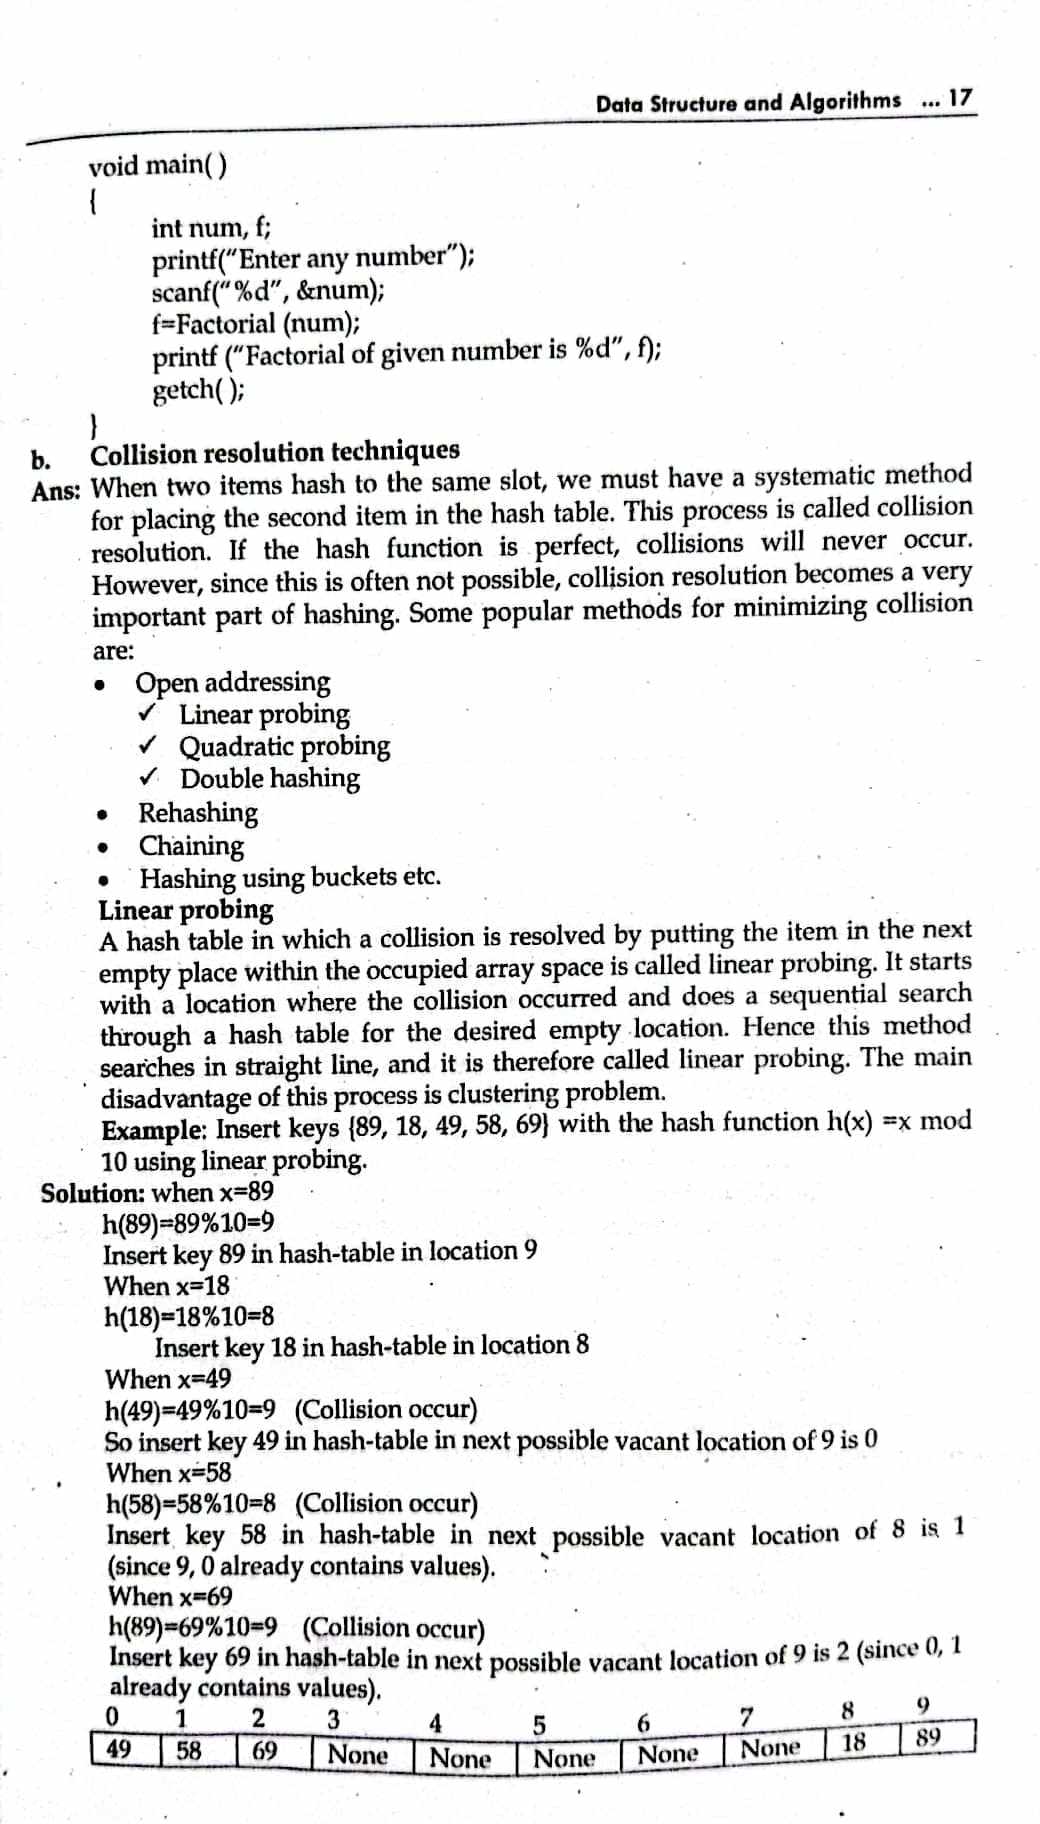 Data Structure and Algorithms ... 17
void main( )
{
int num, f;
printf("Enter any number");
scanf("%d", &num);
f=Factorial (num);
printf ("Factorial of given number is %d", f);
getch( );
}
b. Collision resolution techniques
Ans: When two items hash to the same slot, we must have a systematic method
for placing the second item in the hash table. This process is called collision
resolution. If the hash function is perfect, collisions will never occur.
However, since this is often not possible, collision resolution becomes a very
important part of hashing. Some popular methods for minimizing collision
are:
• Open addressing
✓ Linear probing
✓ Quadratic probing
✓ Double hashing
• Rehashing
• Chaining
• Hashing using buckets etc.
Linear probing
A hash table in which a collision is resolved by putting the item in the next
empty place within the occupied array space is called linear probing. It starts
with a location where the collision occurred and does a sequential search
through a hash table for the desired empty location. Hence this method
searches in straight line, and it is therefore called linear probing. The main
disadvantage of this process is clustering problem.
Example: Insert keys {89, 18, 49, 58, 69} with the hash function h(x) =x mod
10 using linear probing.
Solution: when x=89
h(89)=89%10=9
Insert key 89 in hash-table in location 9
When x=18
h(18)=18%10=8
Insert key 18 in hash-table in location 8
When x=49
h(49)=49%10=9 (Collision occur)
So insert key 49 in hash-table in next possible vacant location of 9 is 0
When x=58
h(58)=58%10=8 (Collision occur)
Insert key 58 in hash-table in next possible vacant location of 8 is 1
(since 9, 0 already contains values).
When x=69
h(89)=69%10=9 (Collision occur)
Insert key 69 in hash-table in next possible vacant location of 9 is 2 (since 0, 1
already contains values).
0 1 2 3 4 5 6 7 8 9
49 58 69 None None None None None 18 89